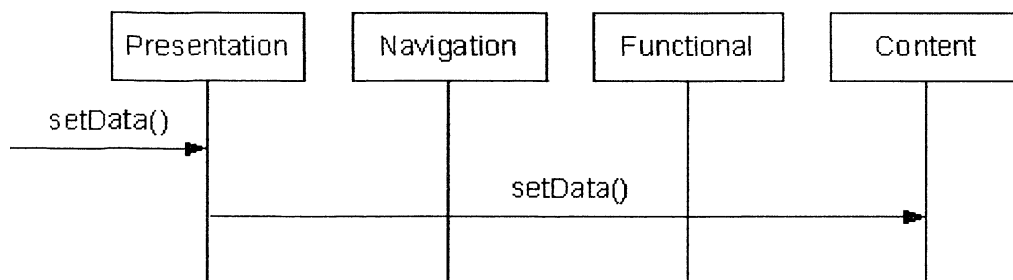 Presentation
Navigation
Functional
Content
setData()
setData()